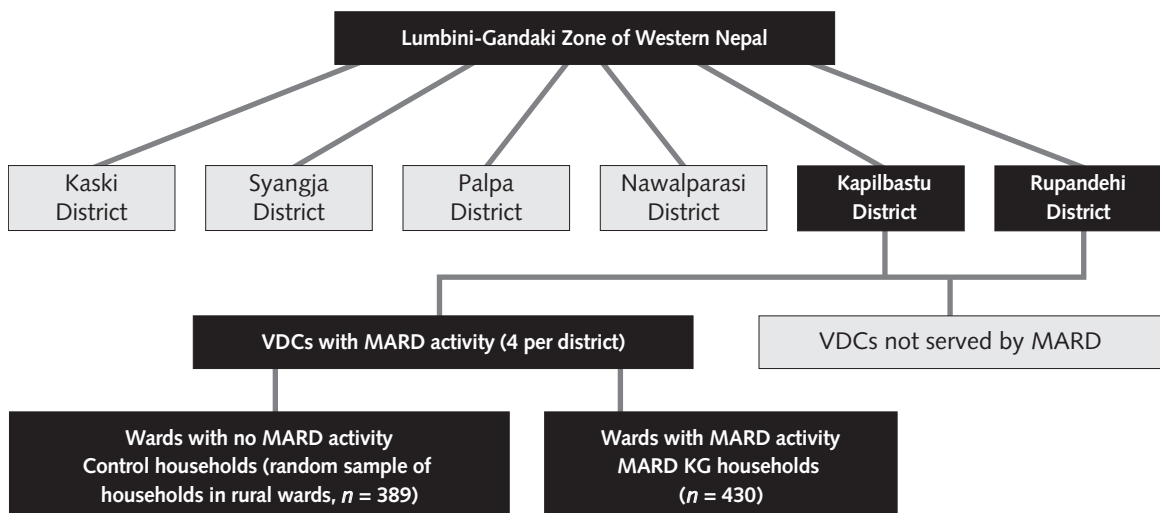 Lumbini-Gandaki Zone of Western Nepal
Kaski
District
Syangja
District
Palpa
District
Nawalparasi
District
Kapilbastu
District
Rupandehi
District
VDCs with MARD activity (4 per district)
VDCs not served by MARD
Wards with no MARD activity
Control households (random sample of
households in rural wards, n = 389)
Wards with MARD activity
MARD KG households
(n = 430)